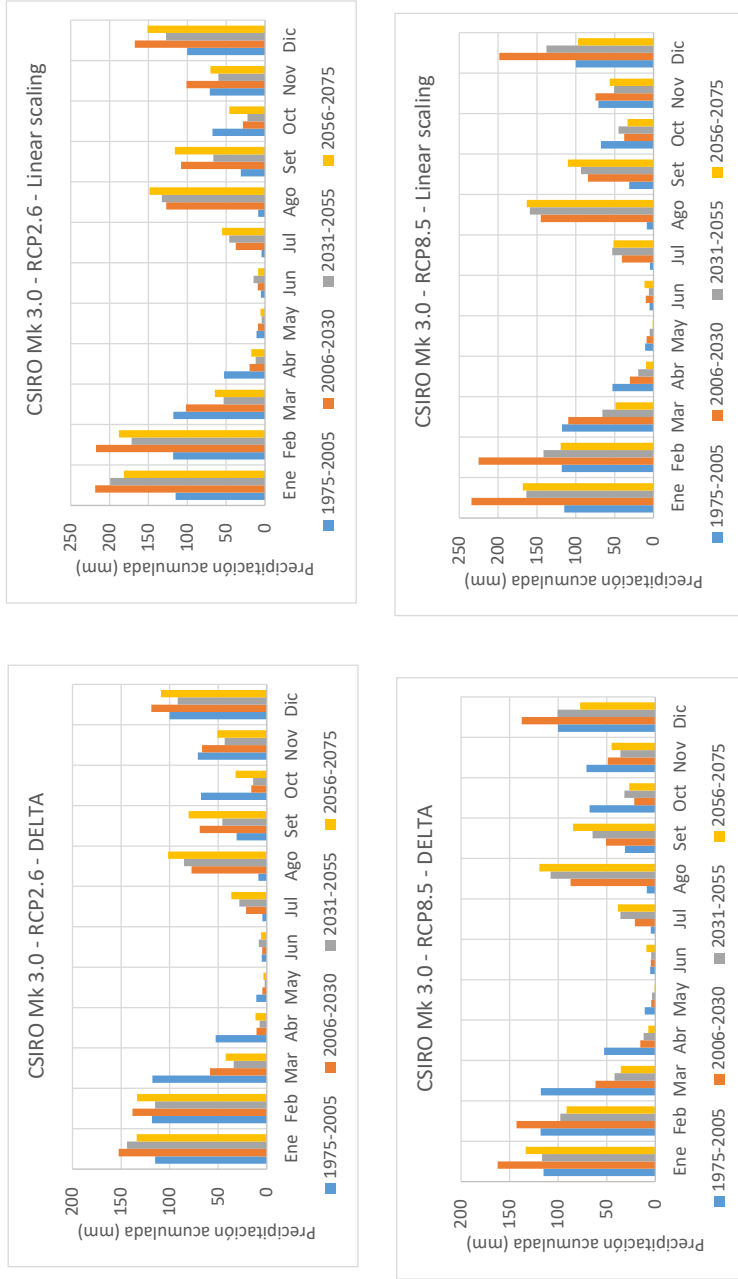 CSIRO Mk 3.0 - RCP2.6 - DELTA
Precipitación acumulada (mm)
200
150
100
50
0
Ene Feb Mar Abr May Jun Jul Ago Set Oct Nov Dic
1975-2005 2006-2030 2031-2055 2056-2075
CSIRO Mk 3.0 - RCP2.6 - Linear scaling
Precipitación acumulada (mm)
250
200
150
100
50
0
Ene Feb Mar Abr May Jun Jul Ago Set Oct Nov Dic
1975-2005 2006-2030 2031-2055 2056-2075
CSIRO Mk 3.0 - RCP8.5 - DELTA
Precipitación acumulada (mm)
200
150
100
50
0
Ene Feb Mar Abr May Jun Jul Ago Set Oct Nov Dic
1975-2005 2006-2030 2031-2055 2056-2075
CSIRO Mk 3.0 - RCP8.5 - Linear scaling
Precipitación acumulada (mm)
250
200
150
100
50
0
Ene Feb Mar Abr May Jun Jul Ago Set Oct Nov Dic
1975-2005 2006-2030 2031-2055 2056-2075